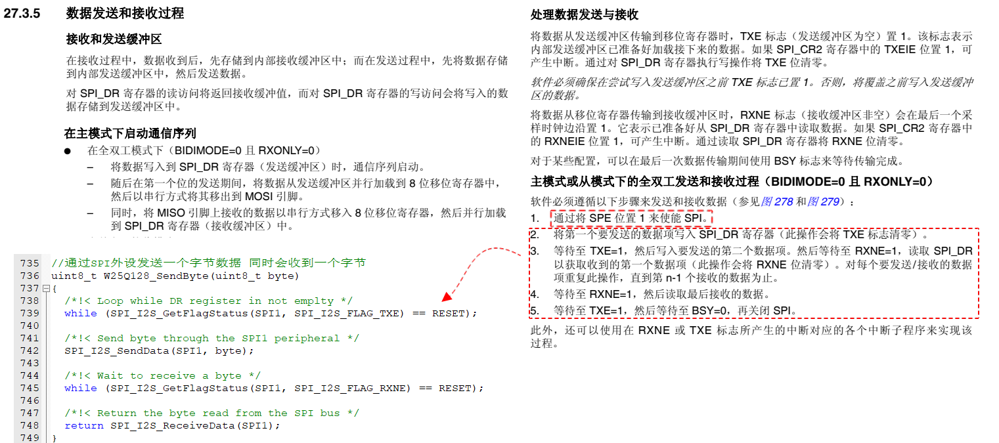 27.3.5 数据发送和接收过程
接收和发送缓冲区
在接收过程中，数据收到后，先存储到内部接收缓冲区中；而在发送过程中，先将数据存储
到内部发送缓冲区中，然后发送数据。
对 SPI_DR 寄存器的读访问将返回接收缓冲值，而对 SPI_DR 寄存器的写访问会将写入的数
据存储到发送缓冲区中。
在主模式下启动通信序列
● 在全双工模式下（BIDIMODE=0 且 RXONLY=0）
– 将数据写入到 SPI_DR 寄存器（发送缓冲区）时，通信序列启动。
– 随后在第一个位的发送期间，将数据从发送缓冲区并行加载到 8 位移位寄存器中，
然后以串行方式将其移出到 MOSI 引脚。
– 同时，将 MISO 引脚上接收的数据以串行方式移入 8 位移位寄存器，然后并行加载
到 SPI_DR 寄存器（接收缓冲区）中。
735 //通过SPI外设发送一个字节数据 同时会收到一个字节
736 uint8_t W25Q128_SendByte(uint8_t byte)
737 {
738 /*!< Loop while DR register in not emplty */
739 while (SPI_I2S_GetFlagStatus(SPI1, SPI_I2S_FLAG_TXE) == RESET);
740
741 /*!< Send byte through the SPI1 peripheral */
742 SPI_I2S_SendData(SPI1, byte);
743
744 /*!< Wait to receive a byte */
745 while (SPI_I2S_GetFlagStatus(SPI1, SPI_I2S_FLAG_RXNE) == RESET);
746
747 /*!< Return the byte read from the SPI bus */
748 return SPI_I2S_ReceiveData(SPI1);
749 }
处理数据发送与接收
将数据从发送缓冲区传输到移位寄存器时，TXE 标志（发送缓冲区为空）置 1。该标志表示
内部发送缓冲区已准备好加载接下来的数据。如果 SPI_CR2 寄存器中的 TXEIE 位置 1，可
产生中断。通过对 SPI_DR 寄存器执行写操作将 TXE 位清零。
软件必须确保在尝试写入发送缓冲区之前 TXE 标志已置 1。否则，将覆盖之前写入发送缓冲
区的数据。
将数据从移位寄存器传输到接收缓冲区时，RXNE 标志（接收缓冲区非空）会在最后一个采
样时钟边沿置 1。它表示已准备好从 SPI_DR 寄存器中读取数据。如果 SPI_CR2 寄存器中
的 RXNEIE 位置 1，可产生中断。通过读取 SPI_DR 寄存器将 RXNE 位清零。
对于某些配置，可以在最后一次数据传输期间使用 BSY 标志来等待传输完成。
主模式或从模式下的全双工发送和接收过程（BIDIMODE=0 且 RXONLY=0）
软件必须遵循以下步骤来发送和接收数据（参见图 278 和图 279）：
1. 通过将 SPE 位置 1 来使能 SPI。
2. 将第一个要发送的数据项写入 SPI_DR 寄存器（此操作会将 TXE 标志清零）。
3. 等待至 TXE=1，然后写入要发送的第二个数据项。然后等待至 RXNE=1，读取 SPI_DR
以获取收到的第一个数据项（此操作会将 RXNE 位清零）。对每个要发送/接收的数据
项重复此操作，直到第 n-1 个接收的数据为止。
4. 等待至 RXNE=1，然后读取最后接收的数据。
5. 等待至 TXE=1，然后等待至 BSY=0，再关闭 SPI。
此外，还可以使用在 RXNE 或 TXE 标志所产生的中断对应的各个中断子程序来实现该
过程。